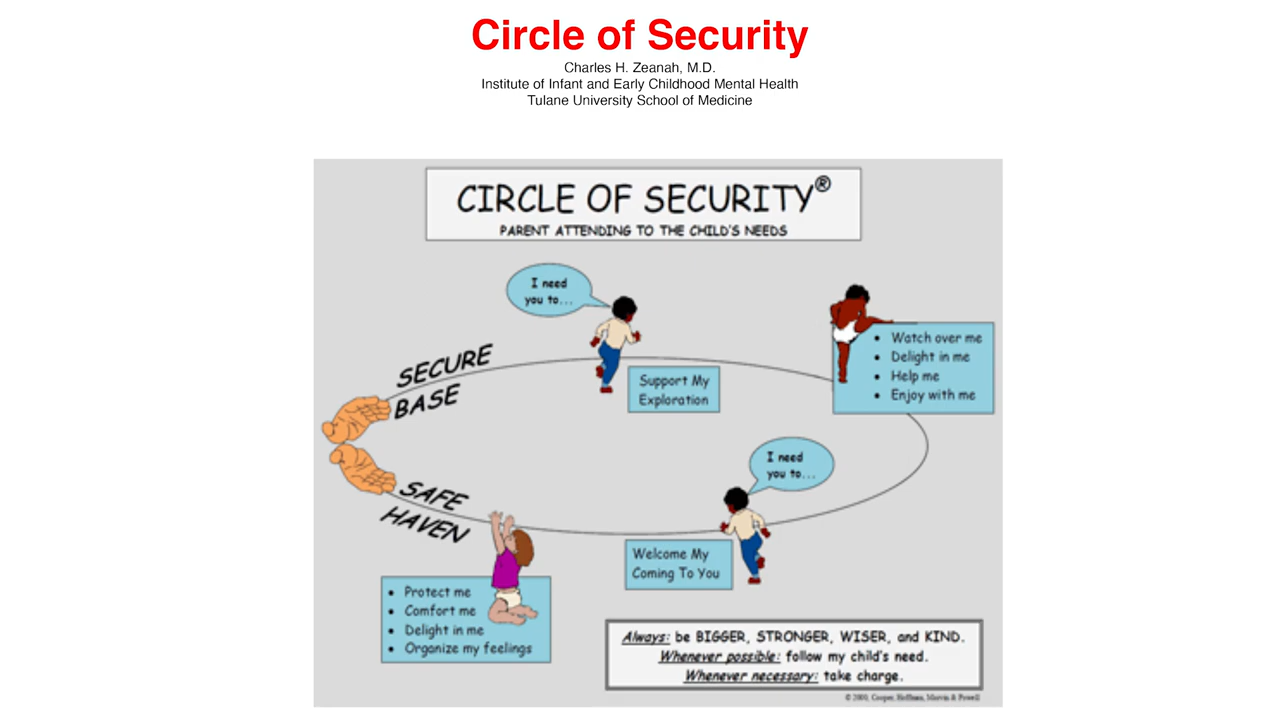 Circle of Security
Charles H. Zeanah, M.D.
Institute of Infant and Early Childhood Mental Health
Tulane University School of Medicine
CIRCLE OF SECURITY®
PARENT ATTENDING TO THE CHILD'S NEEDS
I need
you to...
SECURE
BASE
Support My
Exploration
• Watch over me
• Delight in me
• Help me
• Enjoy with me
I need
you to...
SAFE
HAVEN
Welcome My
Coming To You
• Protect me
• Comfort me
• Delight in me
• Organize my feelings
Always: be BIGGER, STRONGER, WISER, and KIND.
Whenever possible: follow my child's need.
Whenever necessary: take charge.
© 2000, Cooper, Hoffman, Marvin & Powell